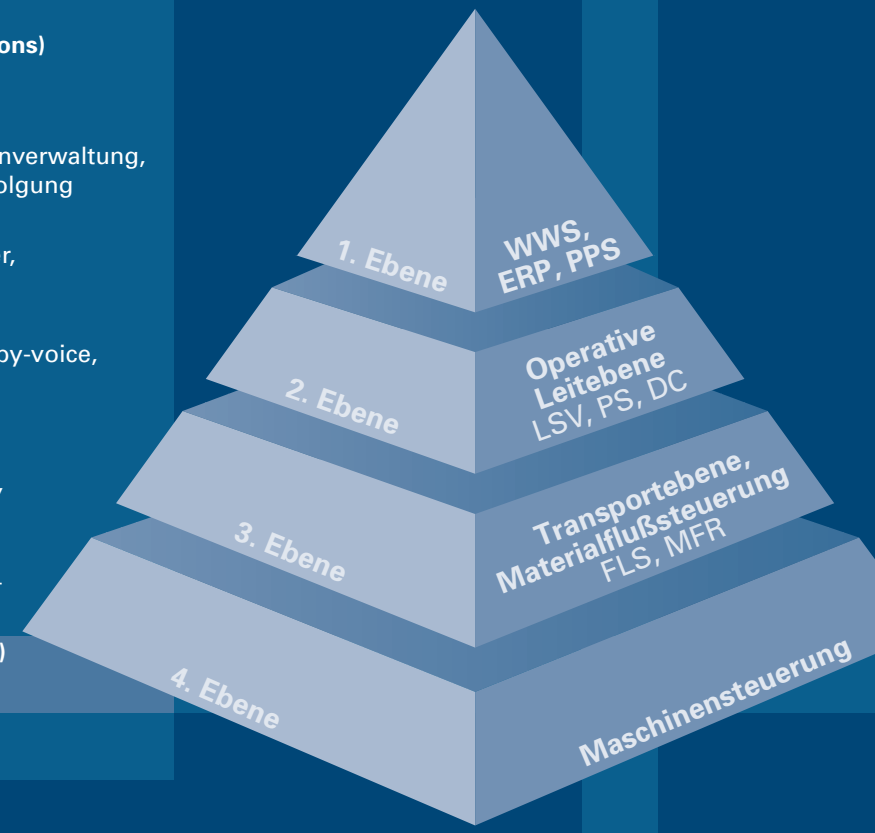 ons)
nverwaltung,
olgung
r,
by-voice,
)
1. Ebene
WWS,
ERP, PPS
2. Ebene
Operative
Leitebene
LSV, PS, DC
3. Ebene
Transportebene,
Materialflußsteuerung
FLS, MFR
4. Ebene
Maschinensteuerung